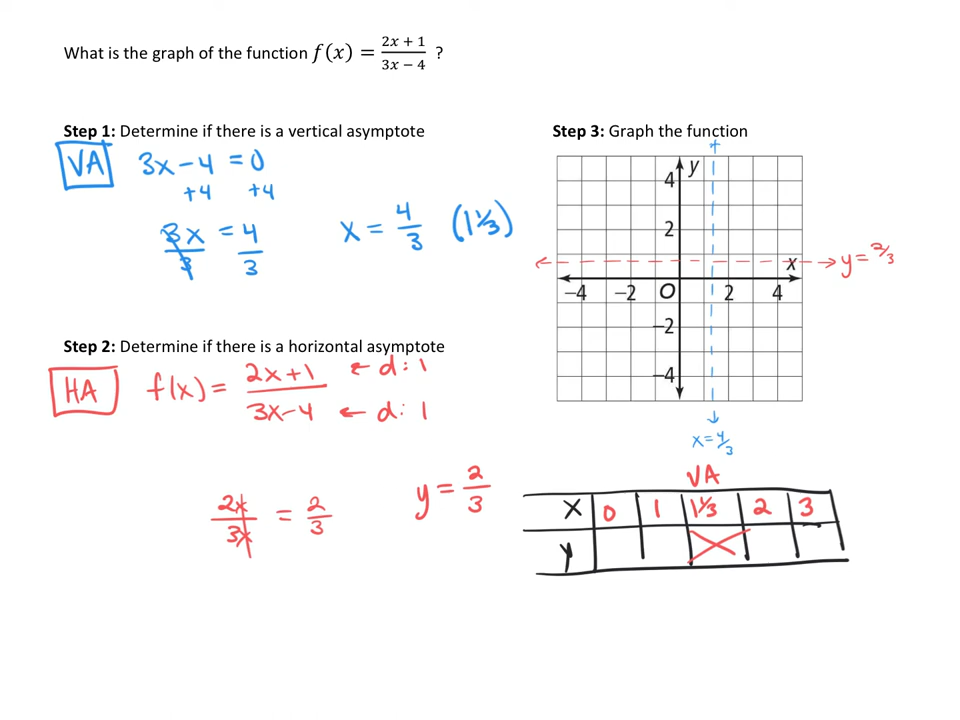 What is the graph of the function f(x) = (2x + 1)/(3x − 4) ?
Step 1: Determine if there is a vertical asymptote
VA 3x − 4 = 0
+4 +4
3x/3 = 4/3
x = 4/3 (1 1/3)
Step 2: Determine if there is a horizontal asymptote
HA f(x) = (2x+1)/(3x−4)
← d: 1
← d: 1
2x/3x = 2/3
y = 2/3
Step 3: Graph the function
y
4
2
x
y = 2/3
−4 −2 O 2 4
−2
−4
x = 4/3
VA
x 0 1 1 1/3 2 3
y